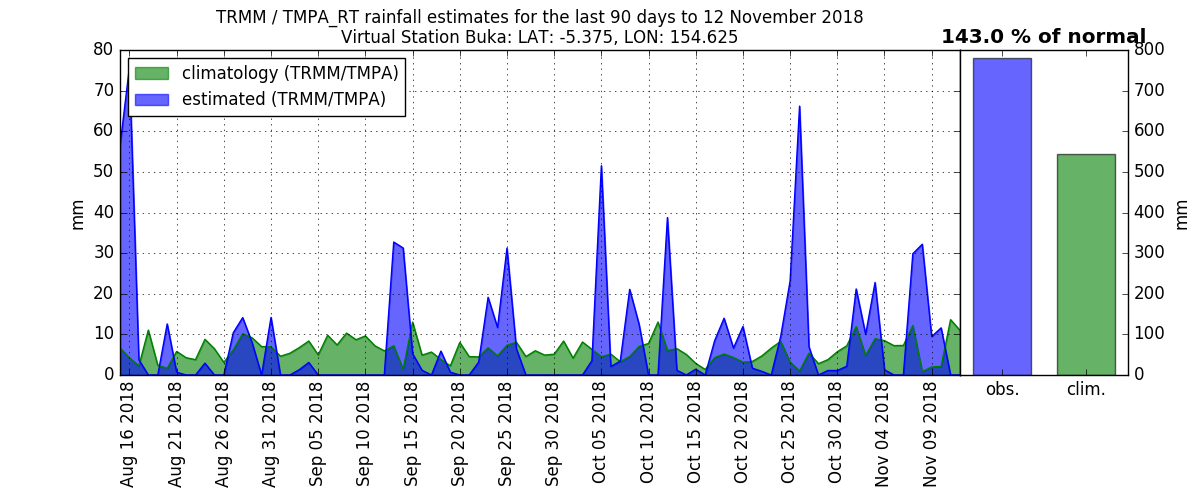 TRMM / TMPA_RT rainfall estimates for the last 90 days to 12 November 2018
Virtual Station Buka: LAT: -5.375, LON: 154.625
143.0 % of normal
climatology (TRMM/TMPA)
estimated (TRMM/TMPA)
80
70
60
50
40
30
20
10
0
mm
Aug 16 2018
Aug 21 2018
Aug 26 2018
Aug 31 2018
Sep 05 2018
Sep 10 2018
Sep 15 2018
Sep 20 2018
Sep 25 2018
Sep 30 2018
Oct 05 2018
Oct 10 2018
Oct 15 2018
Oct 20 2018
Oct 25 2018
Oct 30 2018
Nov 04 2018
Nov 09 2018
obs.
clim.
800
700
600
500
400
300
200
100
0
mm